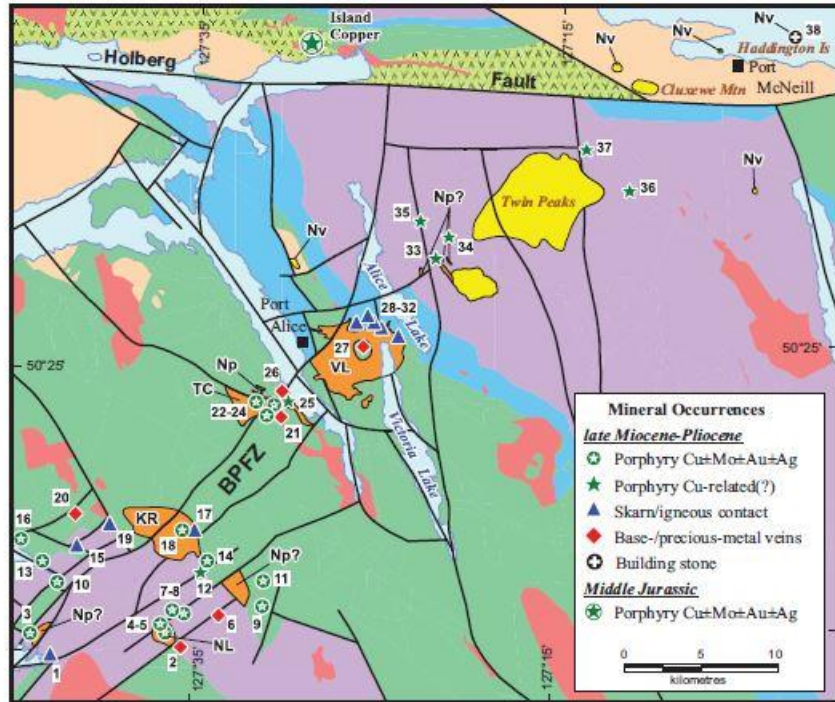 127°35'
Island
Copper
127°15'
Nv
38
Nv
Haddington Is
Nv
Port
McNeill
Holberg
Fault
Cluxewe Mtn
37
36
Nv
Twin Peaks
Np?
35
34
33
Nv
Alice
Lake
Port
Alice
28-32
27
VL
50°25'
50°25'
Np
26
TC
25
22-24
21
Victoria
Lake
BPFZ
20
KR
17
16
19
18
15
14
Np?
13
12
11
10
7-8
3
Np?
4-5
6
9
NL
1
2
127°35'
127°15'
Mineral Occurrences
late Miocene-Pliocene
Porphyry Cu±Mo±Au±Ag
Porphyry Cu-related(?)
Skarn/igneous contact
Base-/precious-metal veins
Building stone
Middle Jurassic
Porphyry Cu±Mo±Au±Ag
0 5 10
kilometres